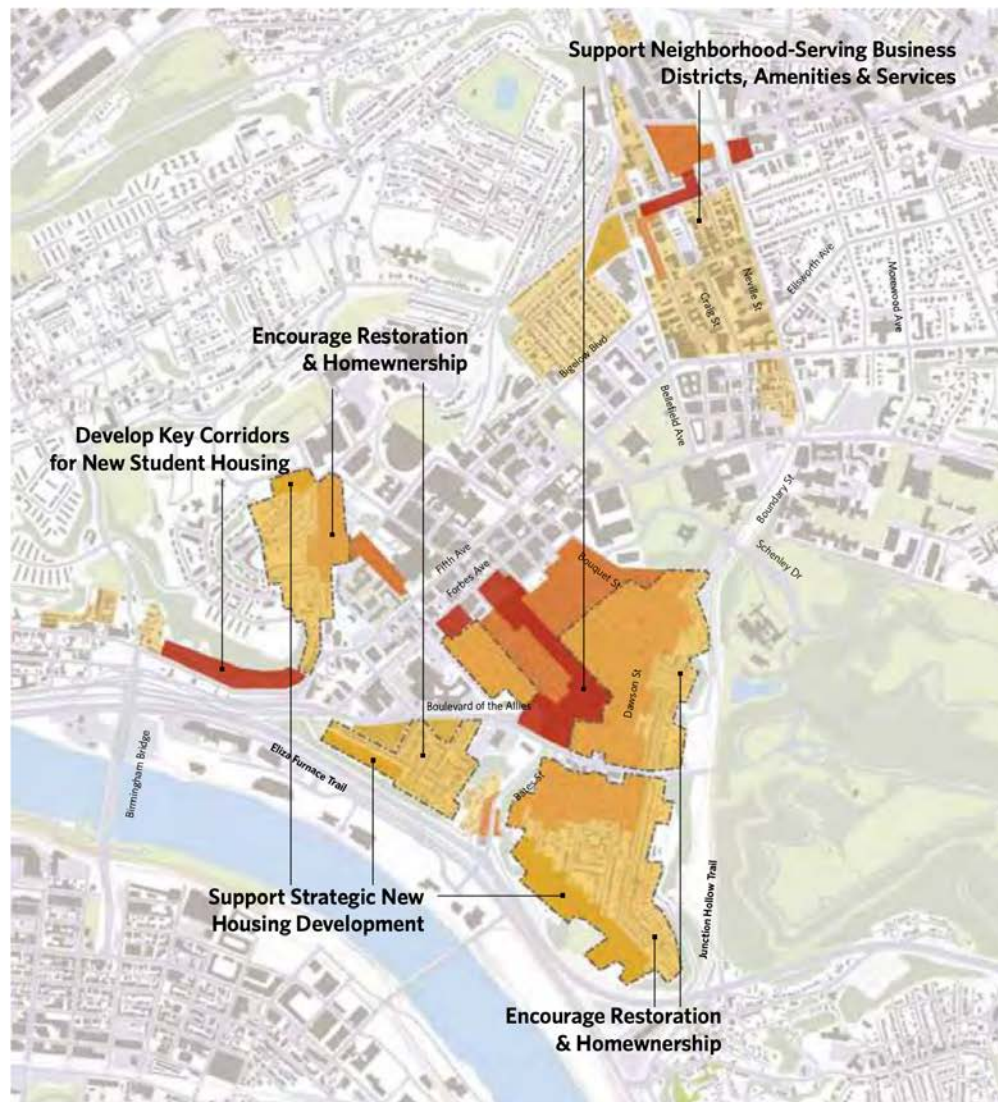 Support Neighborhood-Serving Business
Districts, Amenities & Services
Ellsworth Ave
Morewood Ave
Neville St
Craig St
Bigelow Blvd
Encourage Restoration
& Homewnership
Bellefield Ave
Develop Key Corridors
for New Student Housing
Boundary St
Schenley Dr
Fifth Ave
Forbes Ave
Bouquet St
Dawson St
Boulevard of the Allies
Birmingham Bridge
Eliza Furnace Trail
Bates St
Support Strategic New
Housing Development
Junction Hollow Trail
Encourage Restoration
& Homewnership